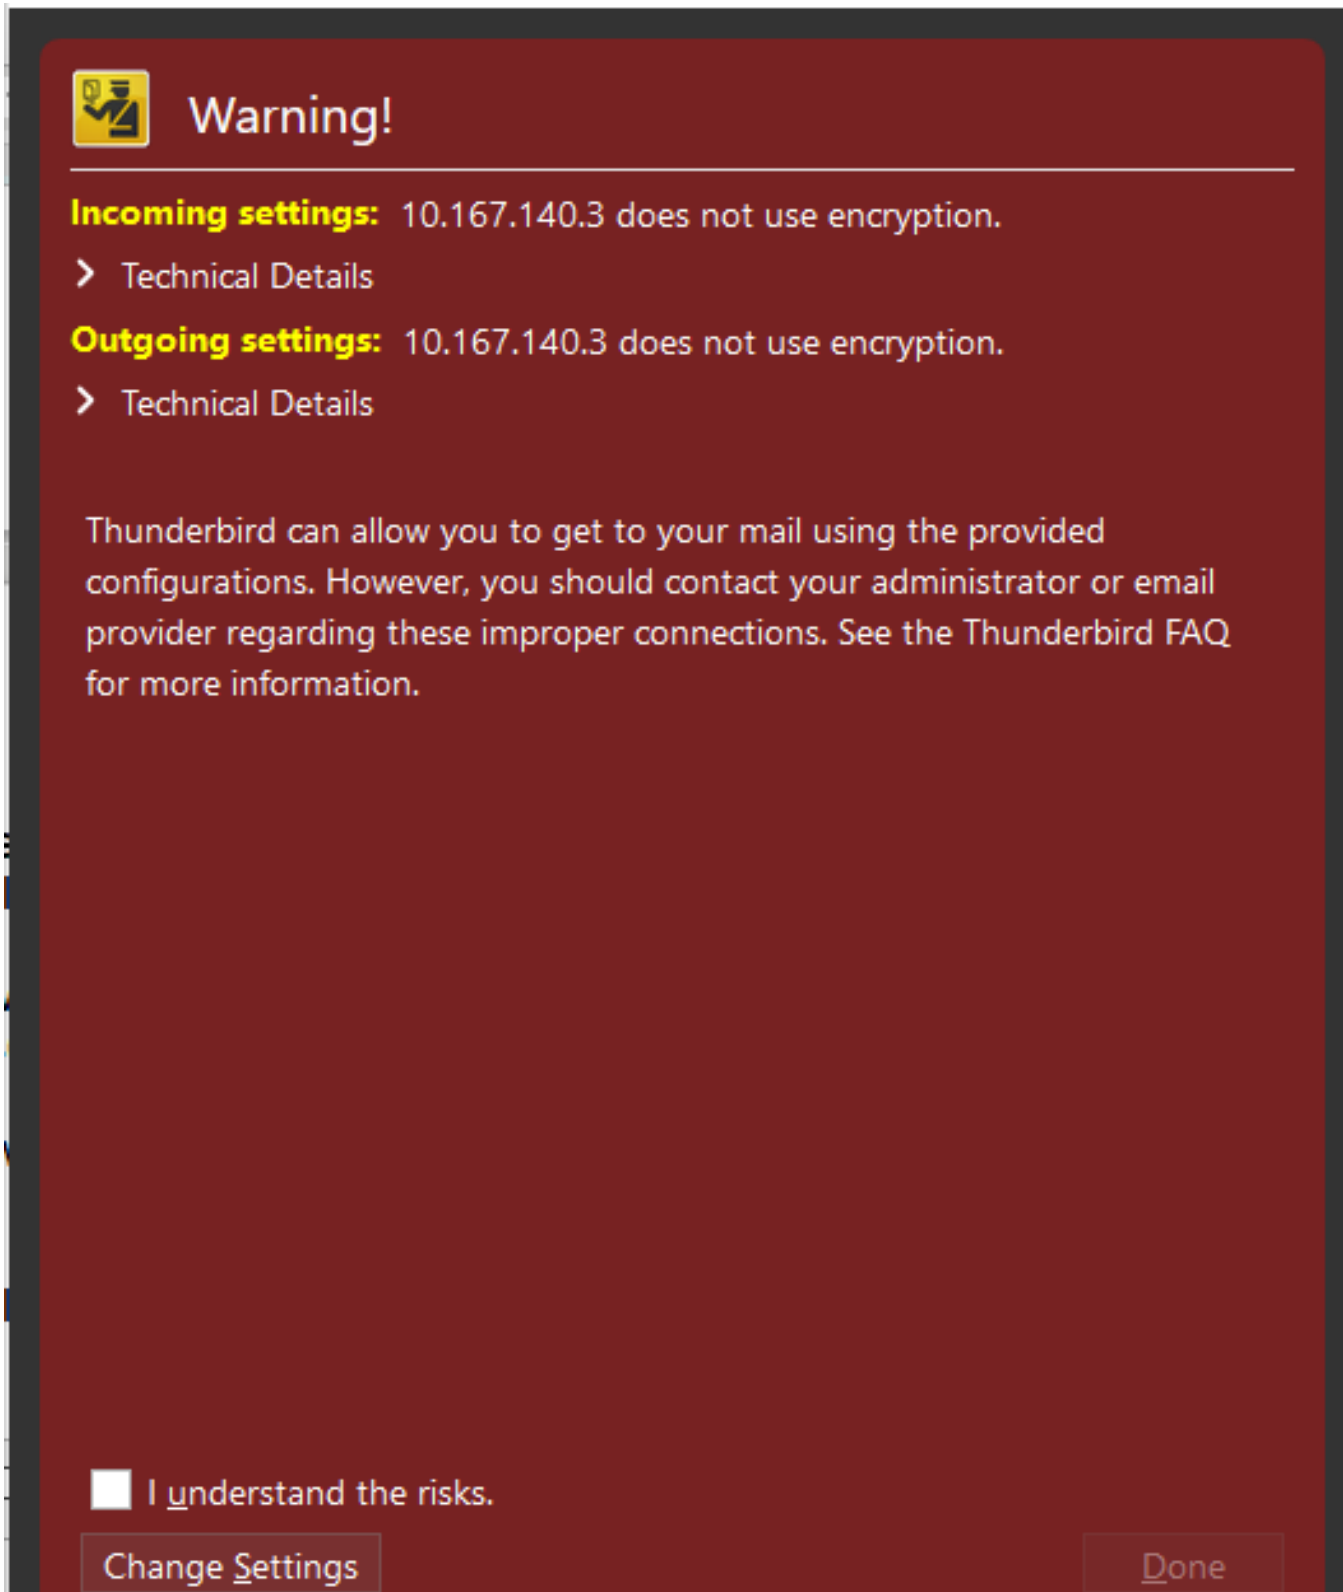 Warning!
Incoming settings: 10.167.140.3 does not use encryption.
Technical Details
Outgoing settings: 10.167.140.3 does not use encryption.
Technical Details
Thunderbird can allow you to get to your mail using the provided
configurations. However, you should contact your administrator or email
provider regarding these improper connections. See the Thunderbird FAQ
for more information.
I understand the risks.
Change Settings
Done